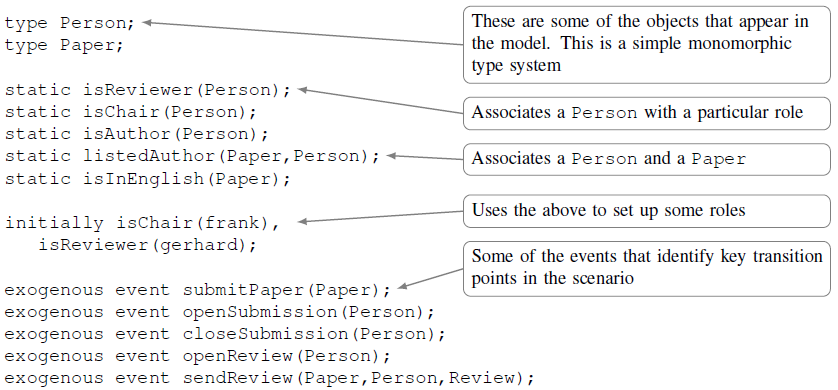 type Person;
type Paper;
These are some of the objects that appear in
the model. This is a simple monomorphic
type system
static isReviewer(Person);
static isChair(Person);
static isAuthor(Person);
static listedAuthor(Paper,Person);
static isInEnglish(Paper);
Associates a Person with a particular role
Associates a Person and a Paper
initially isChair(frank),
isReviewer(gerhard);
Uses the above to set up some roles
Some of the events that identify key transition
points in the scenario
exogenous event submitPaper(Paper);
exogenous event openSubmission(Person);
exogenous event closeSubmission(Person);
exogenous event openReview(Person);
exogenous event sendReview(Paper,Person,Review);